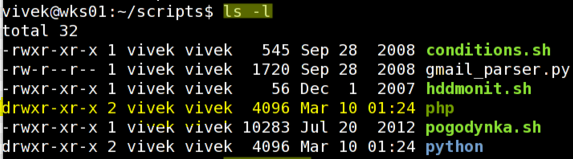 vivek@wks01:~/scripts$ ls -l
total 32
-rwxr-xr-x 1 vivek vivek   545 Sep 28  2008 conditions.sh
-rw-r--r-- 1 vivek vivek  1720 Sep 28  2008 gmail_parser.py
-rwxr-xr-x 1 vivek vivek    56 Dec  1  2007 hddmonit.sh
drwxr-xr-x 2 vivek vivek  4096 Mar 10 01:24 php
-rwxr-xr-x 1 vivek vivek 10283 Jul 20  2012 pogodynka.sh
drwxr-xr-x 2 vivek vivek  4096 Mar 10 01:24 python